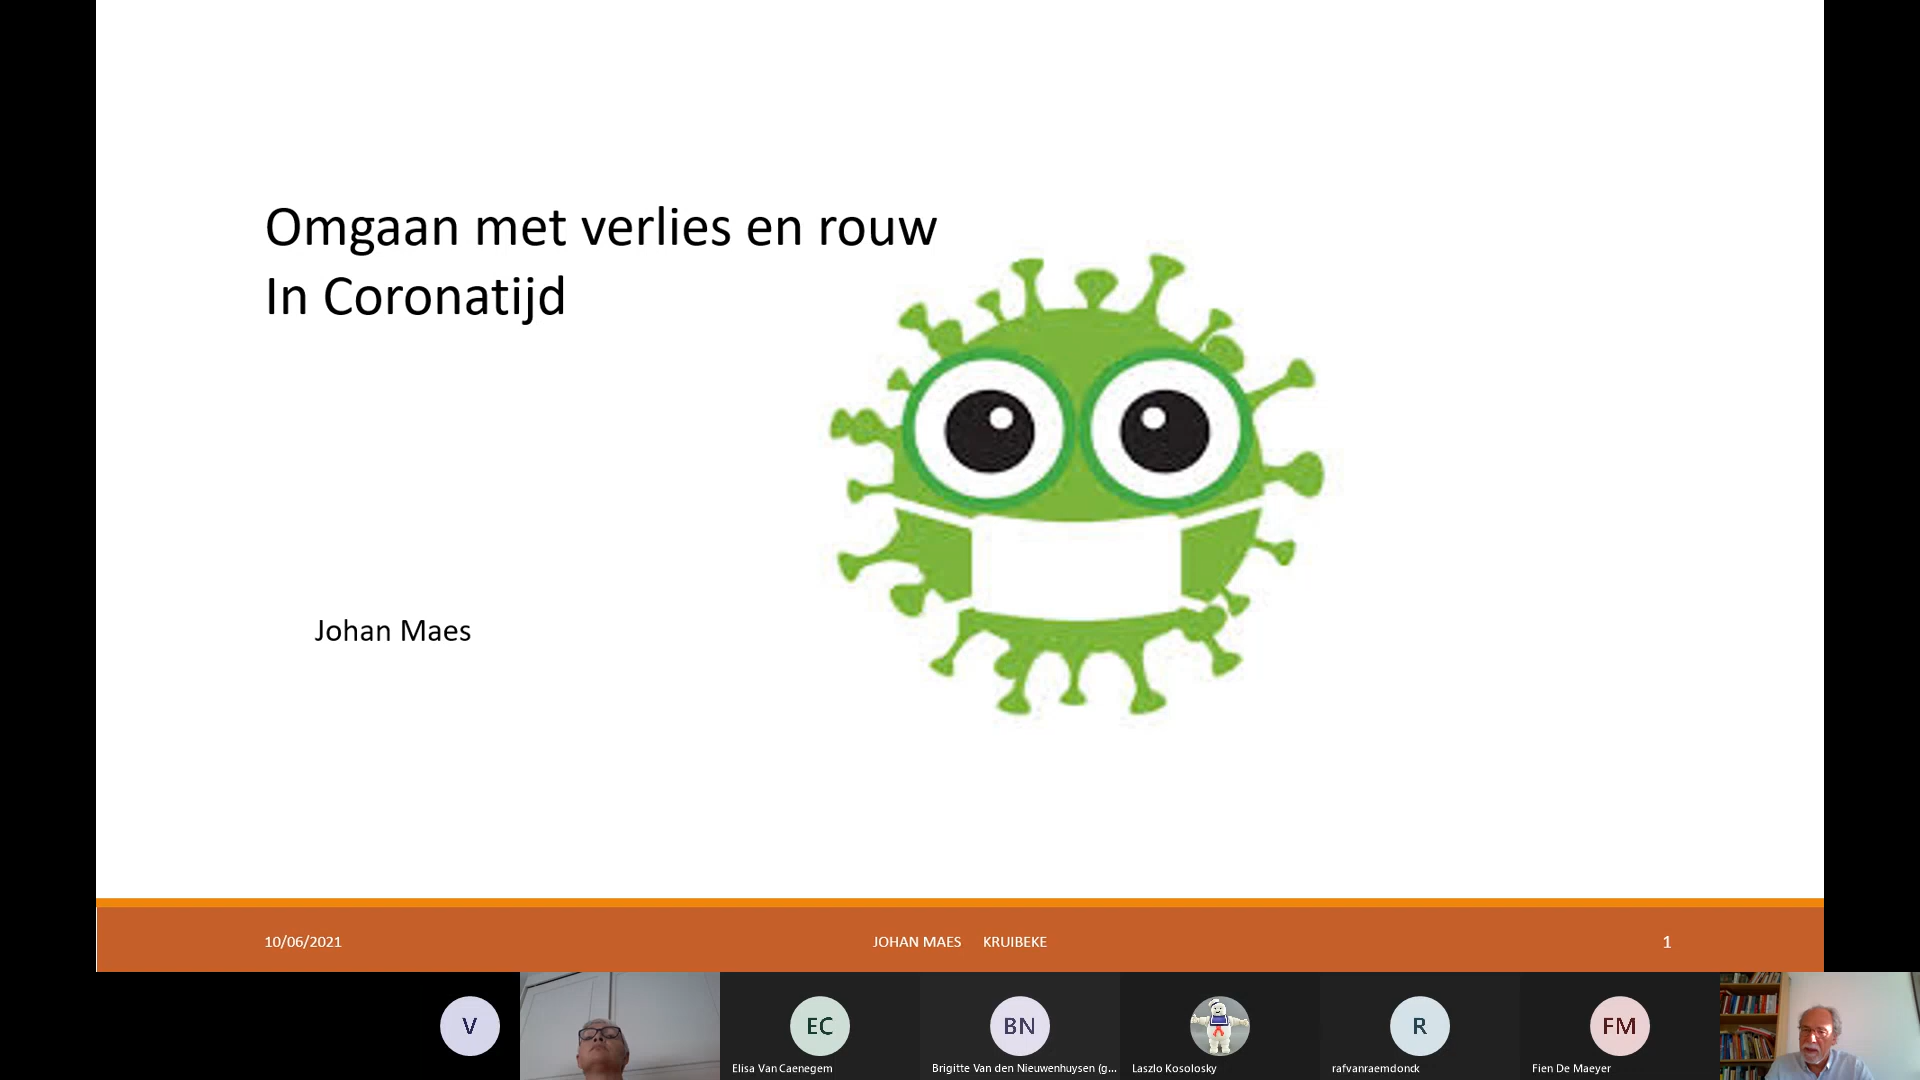 Omgaan met verlies en rouw
In Coronatijd
Johan Maes
10/06/2021
JOHAN MAES KRUIBEKE
1
V
EC
BN
R
FM
Elisa Van Caenegem
Brigitte Van den Nieuwenhuysen (g...
Laszlo Kosolosky
rafvanraemdonck
Fien De Maeyer